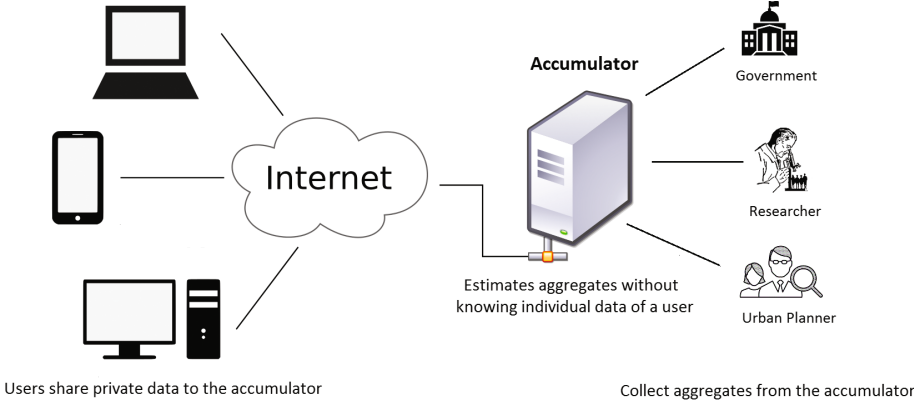 Accumulator
Government
Internet
Researcher
Estimates aggregates without
knowing individual data of a user
Urban Planner
Users share private data to the accumulator
Collect aggregates from the accumulator